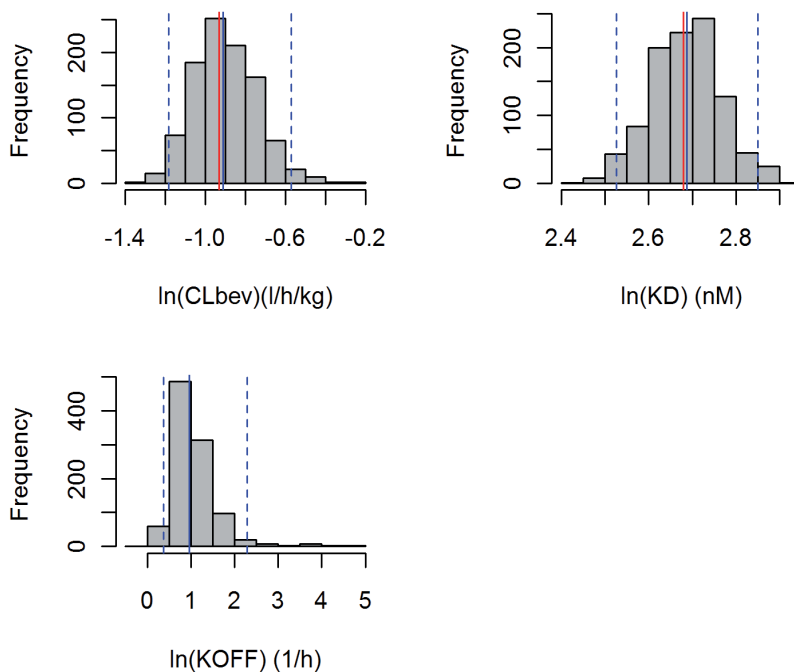 Frequency
200
100
0
-1.4 -1.0 -0.6 -0.2
ln(CLbev)(l/h/kg)
Frequency
200
100
0
2.4 2.6 2.8
ln(KD) (nM)
Frequency
400
200
0
0 1 2 3 4 5
ln(KOFF) (1/h)